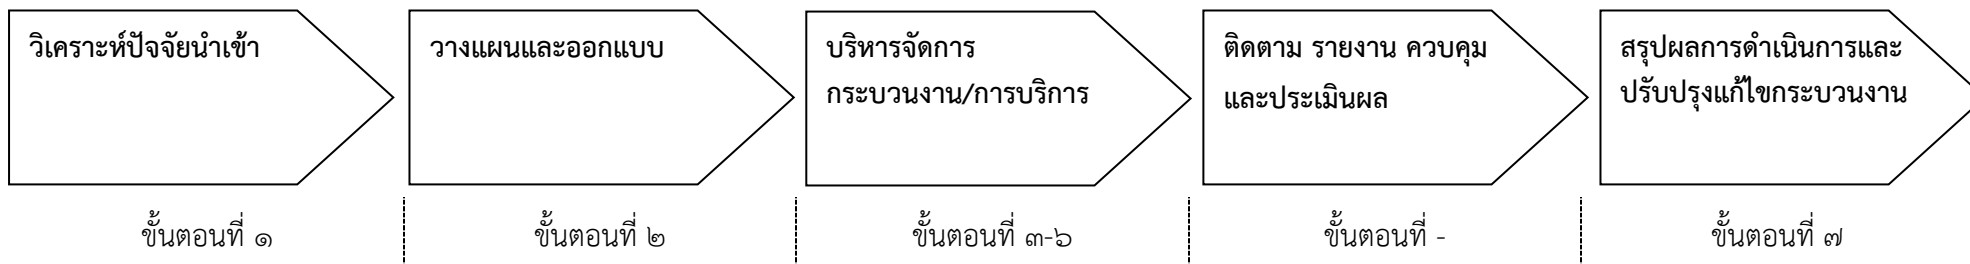 วิเคราะห์ปัจจัยนำเข้า
วางแผนและออกแบบ
บริหารจัดการ
กระบวนงาน/การบริการ
ติดตาม รายงาน ควบคุม
และประเมินผล
สรุปผลการดำเนินการและ
ปรับปรุงแก้ไขกระบวนงาน
ขั้นตอนที่ ๑
ขั้นตอนที่ ๒
ขั้นตอนที่ ๓-๖
ขั้นตอนที่ -
ขั้นตอนที่ ๗